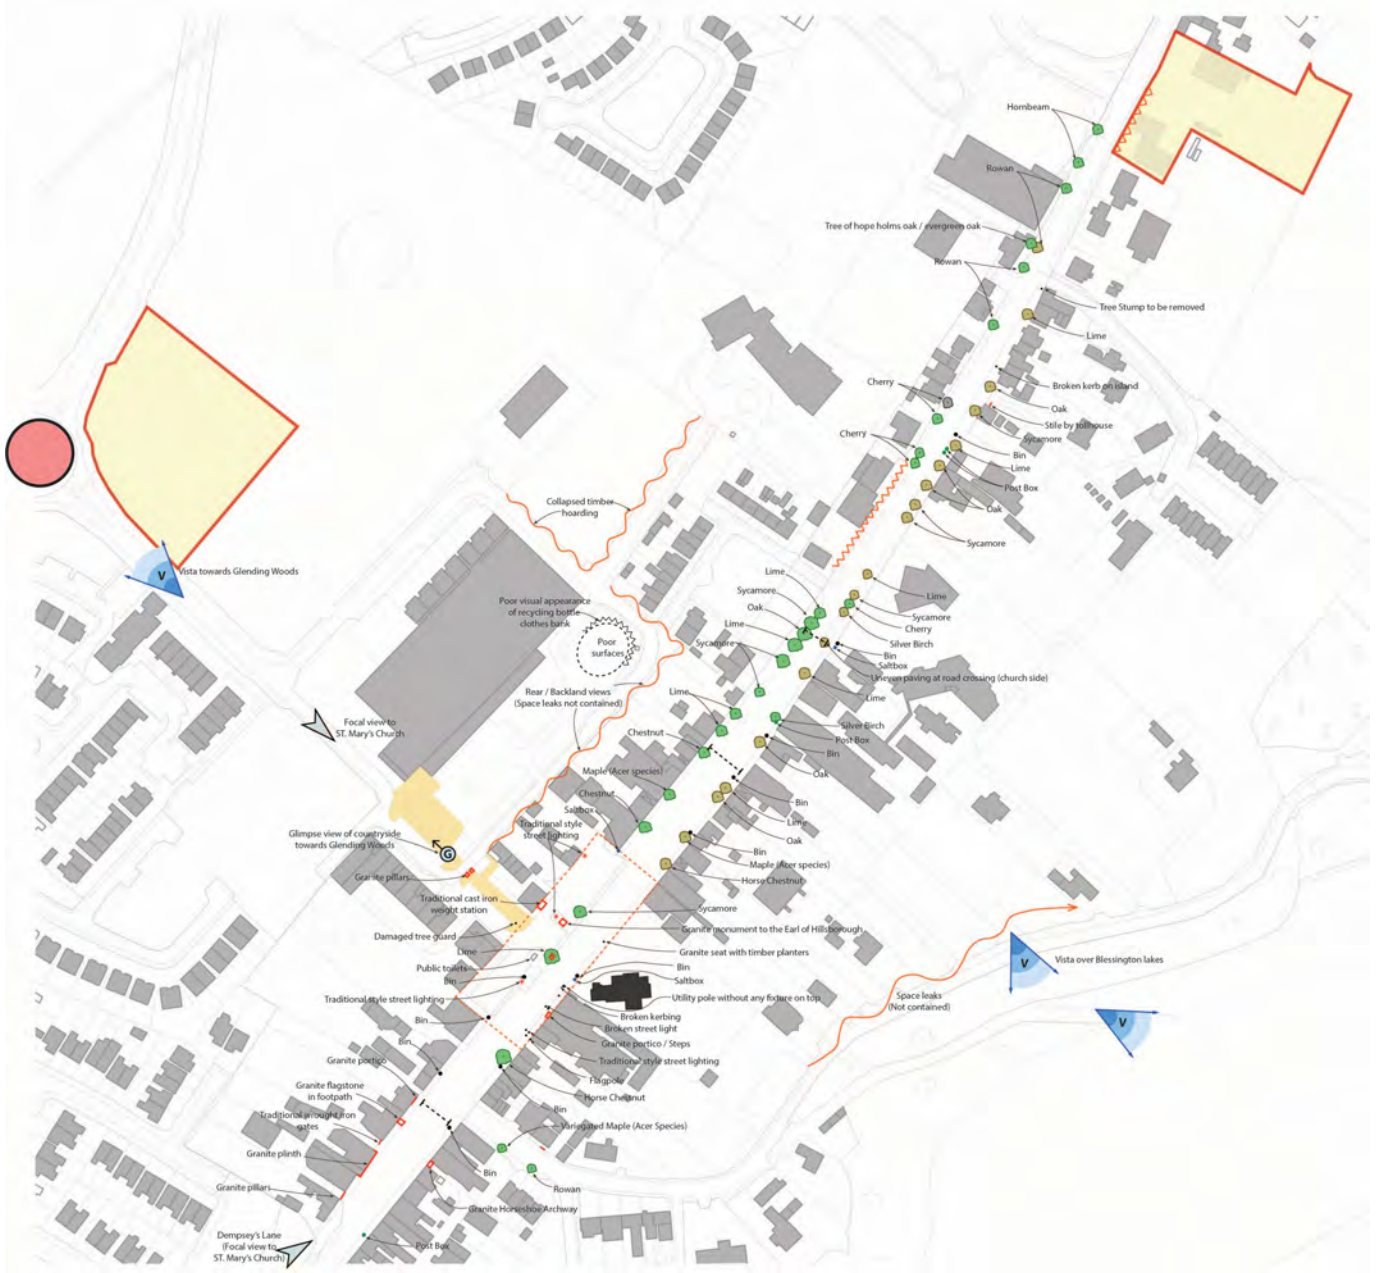 Hornbeam
Rowan
Tree of hope holms oak / evergreen oak
Rowan
Tree Stump to be removed
Lime
Cherry
Broken kerb on island
Oak
Stile by tollhouse
Cherry
Sycamore
Bin
Lime
Post Box
Oak
Collapsed timber
hoarding
Sycamore
V
Vista towards Glending Woods
Lime
Sycamore
Lime
Poor visual appearance
of recycling bottle
clothes bank
Oak
Sycamore
Lime
Cherry
Poor
surfaces
Sycamore
Silver Birch
Bin
Saltbox
Uneven paving at road crossing (church side)
Rear / Backland views
(Space leaks not contained)
Lime
Lime
Focal view to
ST. Mary's Church
Silver Birch
Chestnut
Post Box
Bin
Maple (Acer species)
Oak
Chestnut
Saltbox
Bin
Traditional style
street lighting
Lime
Glimpse view of countryside
towards Glending Woods
G
Oak
Bin
Maple (Acer species)
Granite pillars
Horse Chestnut
Traditional cast iron
weight station
Sycamore
Granite monument to the Earl of Hillsborough
Damaged tree guard
Lime
Granite seat with timber planters
Public toilets
Bin
V
Vista over Blessington lakes
Bin
Saltbox
Traditional style street lighting
Utility pole without any fixture on top
Space leaks
(Not contained)
Bin
Broken kerbing
Broken street light
V
Bin
Granite portico / Steps
Granite portico
Traditional style street lighting
Flagpole
Granite flagstone
in footpath
Horse Chestnut
Bin
Traditional wrought iron
gates
Variegated Maple (Acer Species)
Granite plinth
Bin
Granite pillars
Rowan
Granite Horseshoe Archway
Dempsey's Lane
(Focal view to
ST. Mary's Church)
Post Box